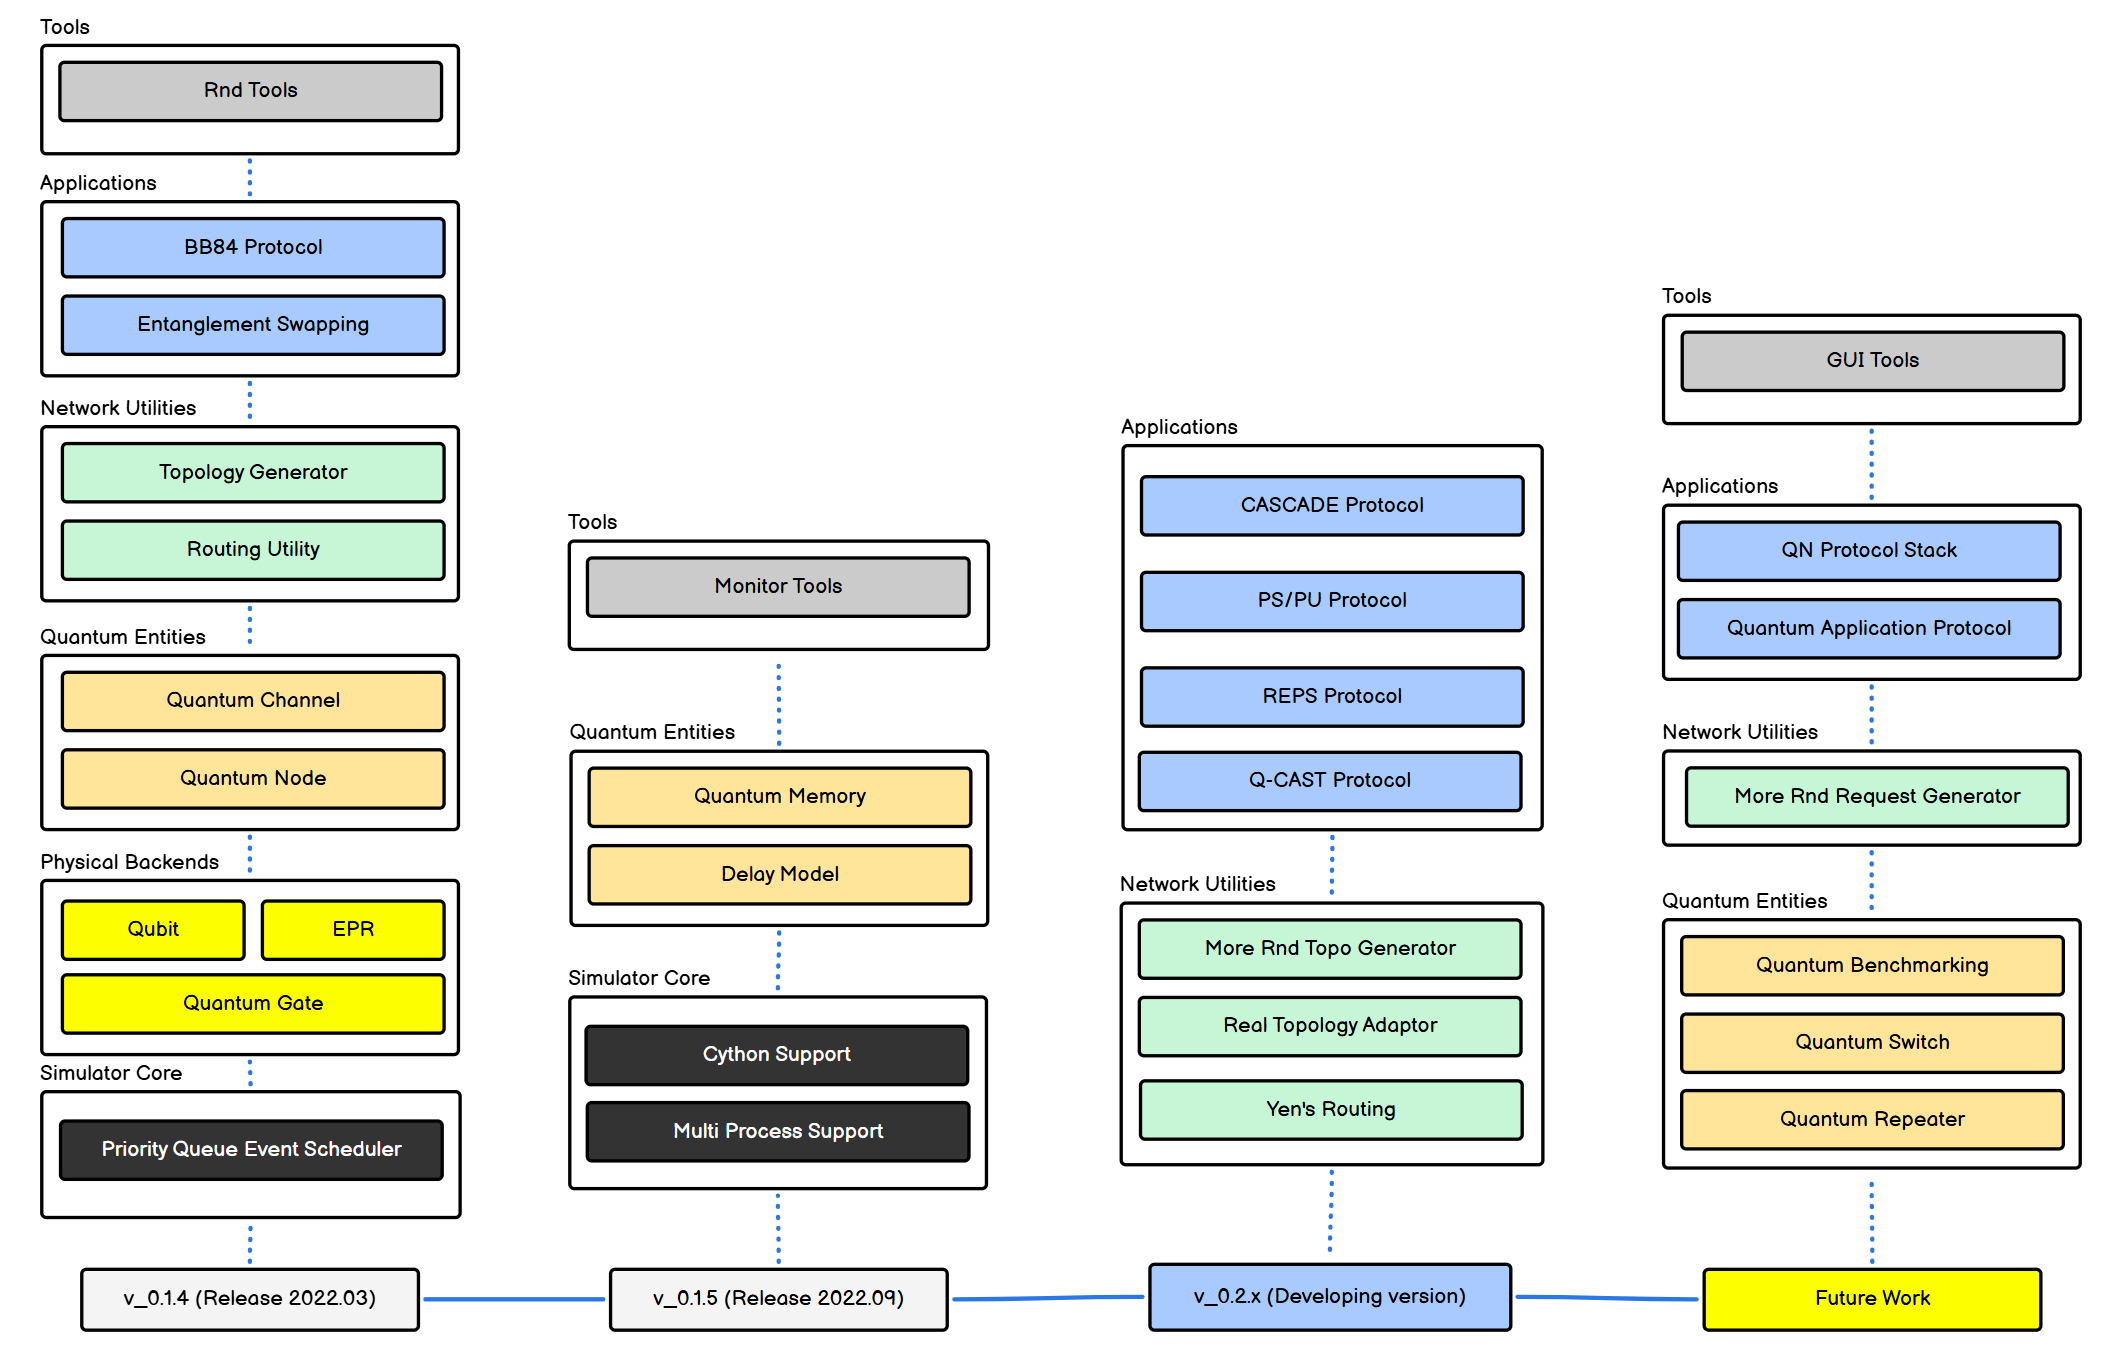 Tools
Rnd Tools
Applications
BB84 Protocol
Entanglement Swapping
Network Utilities
Topology Generator
Routing Utility
Quantum Entities
Quantum Channel
Quantum Node
Physical Backends
Qubit
EPR
Quantum Gate
Simulator Core
Priority Queue Event Scheduler
v_0.1.4 (Release 2022.03)
Tools
Monitor Tools
Quantum Entities
Quantum Memory
Delay Model
Simulator Core
Cython Support
Multi Process Support
v_0.1.5 (Release 2022.09)
Applications
CASCADE Protocol
PS/PU Protocol
REPS Protocol
Q-CAST Protocol
Network Utilities
More Rnd Topo Generator
Real Topology Adaptor
Yen's Routing
v_0.2.x (Developing version)
Tools
GUI Tools
Applications
QN Protocol Stack
Quantum Application Protocol
Network Utilities
More Rnd Request Generator
Quantum Entities
Quantum Benchmarking
Quantum Switch
Quantum Repeater
Future Work